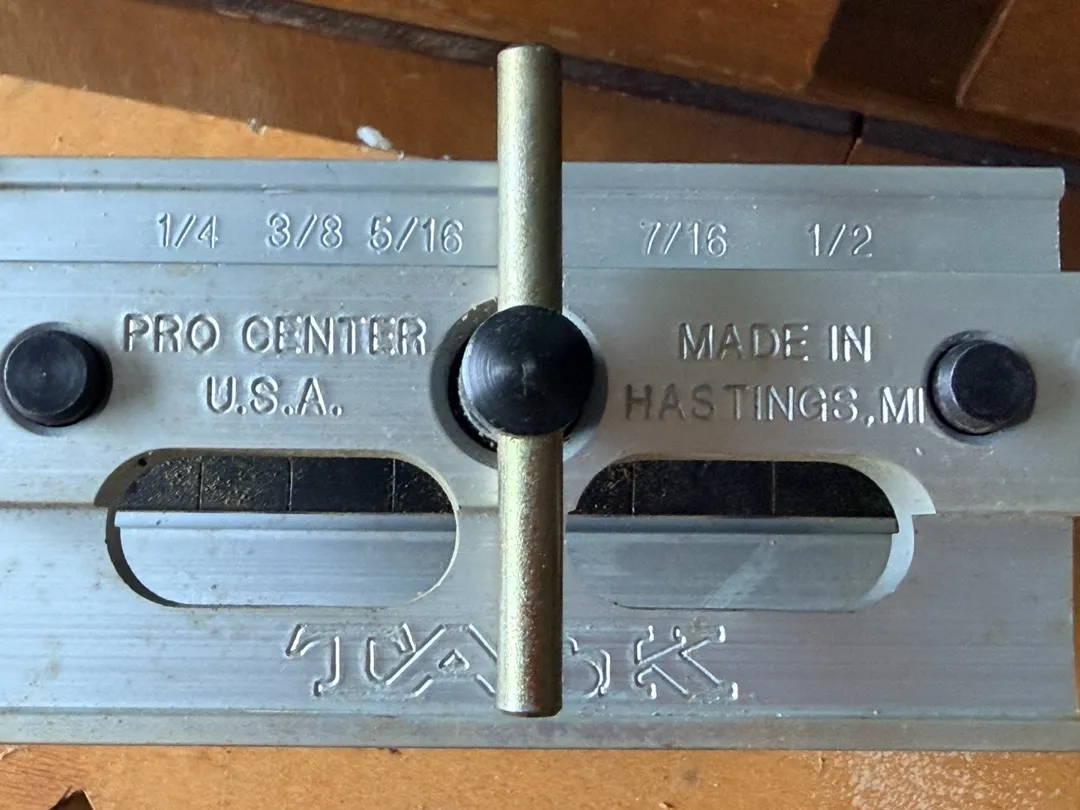 1/4 3/8 5/16 7/16 1/2
PRO CENTER
U.S.A.
MADE IN
HASTINGS, MI